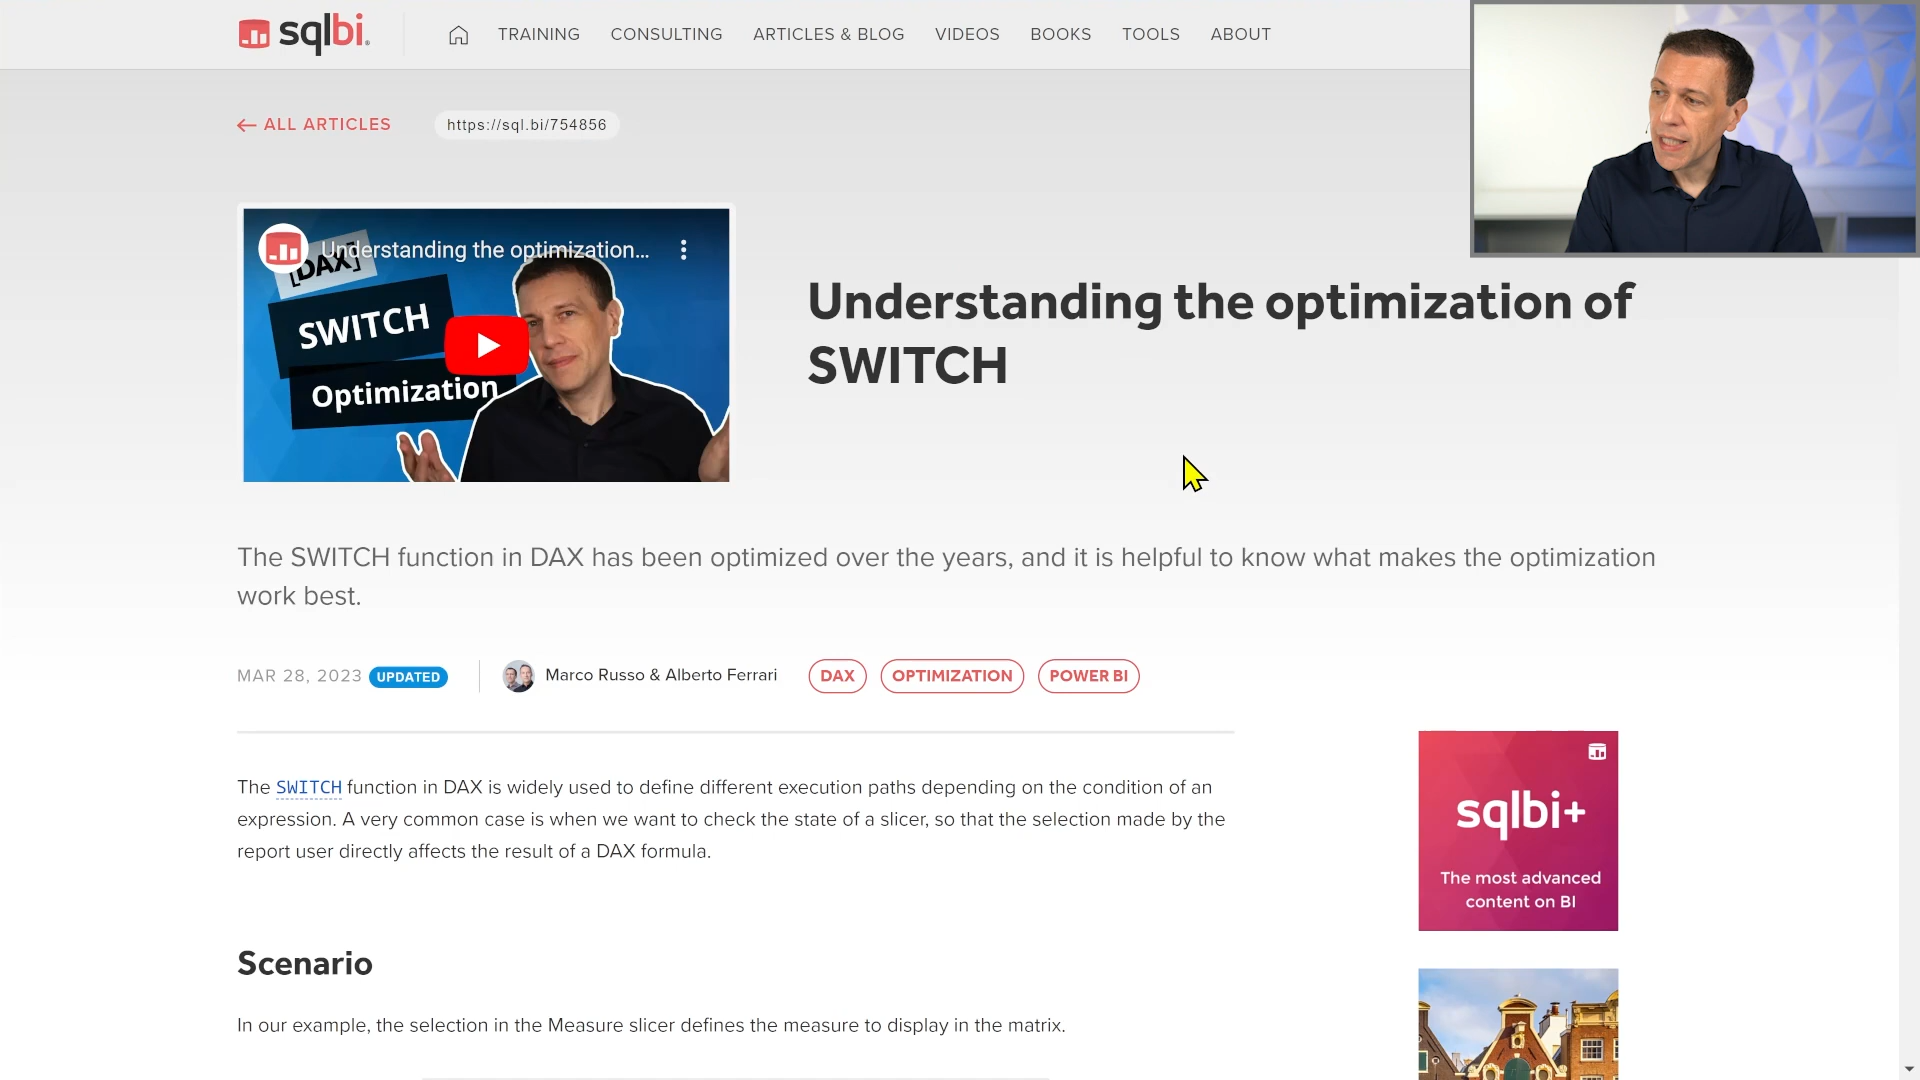 sqlbi.
TRAINING
CONSULTING
ARTICLES & BLOG
VIDEOS
BOOKS
TOOLS
ABOUT
← ALL ARTICLES
https://sql.bi/754856
Understanding the optimization...
[DAX]
SWITCH
Optimization
Understanding the optimization of
SWITCH
The SWITCH function in DAX has been optimized over the years, and it is helpful to know what makes the optimization
work best.
MAR 28, 2023
UPDATED
Marco Russo & Alberto Ferrari
DAX
OPTIMIZATION
POWER BI
The SWITCH function in DAX is widely used to define different execution paths depending on the condition of an
expression. A very common case is when we want to check the state of a slicer, so that the selection made by the
report user directly affects the result of a DAX formula.
sqlbi+
The most advanced
content on BI
Scenario
In our example, the selection in the Measure slicer defines the measure to display in the matrix.